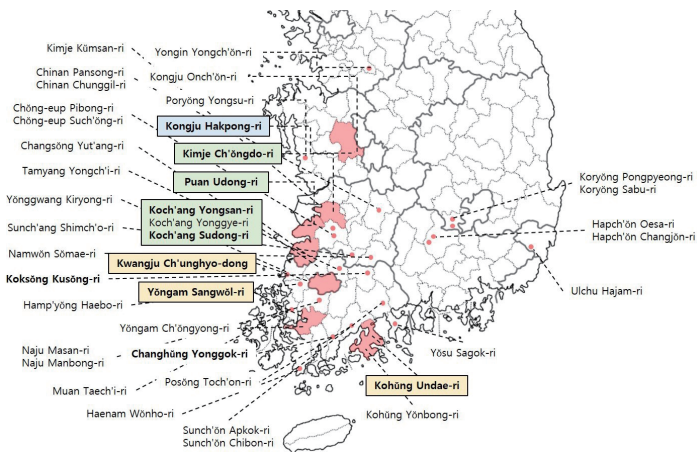 Kimje Kŭmsan-ri
Yongin Yongch'ŏn-ri
Chinan Pansong-ri
Chinan Chunggil-ri
Kongju Onch'ŏn-ri
Poryŏng Yongsu-ri
Chŏng-eup Pibong-ri
Chŏng-eup Such'ŏng-ri
Kongju Hakpong-ri
Changsŏng Yut'ang-ri
Kimje Ch'ŏngdo-ri
Tamyang Yongch'i-ri
Puan Udong-ri
Yŏnggwang Kiryong-ri
Koch'ang Yongsan-ri
Koch'ang Yonggye-ri
Koch'ang Sudong-ri
Sunch'ang Shimch'o-ri
Namwŏn Sŏmae-ri
Kwangju Ch'unghyo-dong
Koksŏng Kusŏng-ri
Yŏngam Sangwŏl-ri
Hamp'yŏng Haebo-ri
Yŏngam Ch'ŏngyong-ri
Naju Masan-ri
Naju Manbong-ri
Changhŭng Yonggok-ri
Muan Taech'i-ri
Posŏng Toch'on-ri
Haenam Wŏnho-ri
Sunch'ŏn Apkok-ri
Sunch'ŏn Chibon-ri
Koryŏng Pongpyeong-ri
Koryŏng Sabu-ri
Hapch'ŏn Oesa-ri
Hapch'ŏn Changjŏn-ri
Ulchu Hajam-ri
Yŏsu Sagok-ri
Kohŭng Undae-ri
Kohŭng Yŏnbong-ri